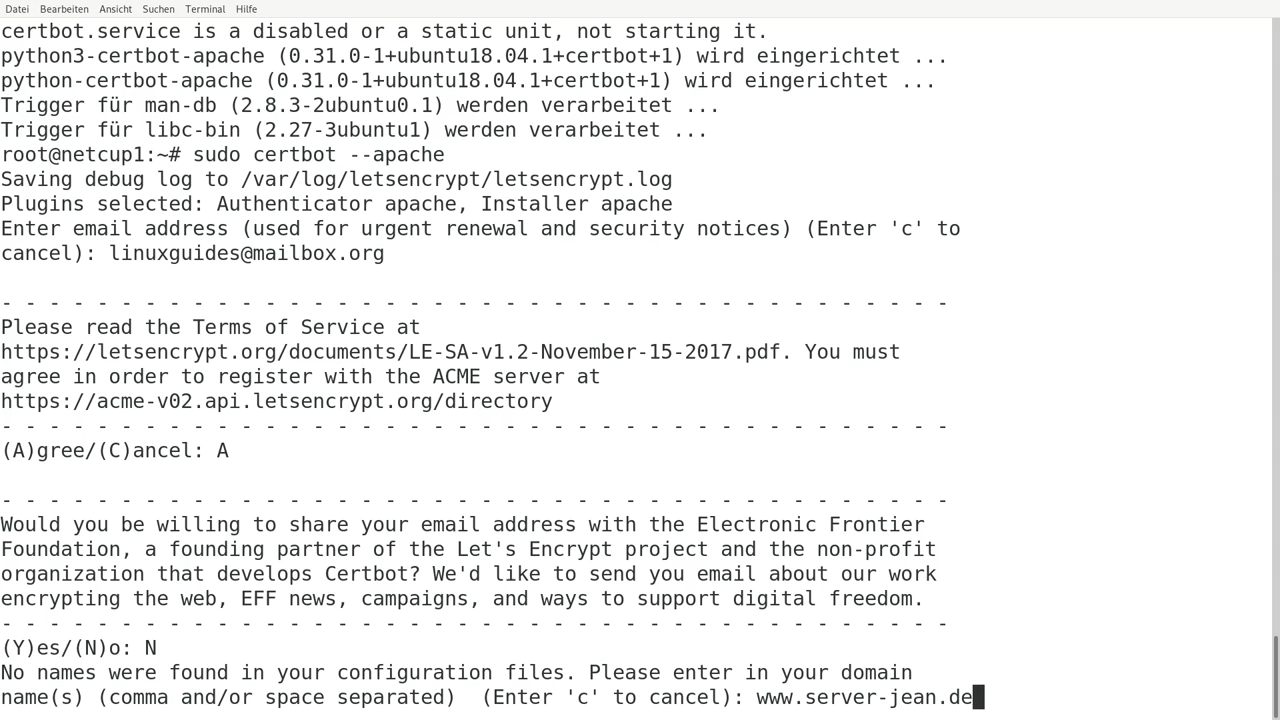 Datei Bearbeiten Ansicht Suchen Terminal Hilfe
certbot.service is a disabled or a static unit, not starting it.
python3-certbot-apache (0.31.0-1+ubuntu18.04.1+certbot+1) wird eingerichtet ...
python-certbot-apache (0.31.0-1+ubuntu18.04.1+certbot+1) wird eingerichtet ...
Trigger für man-db (2.8.3-2ubuntu0.1) werden verarbeitet ...
Trigger für libc-bin (2.27-3ubuntu1) werden verarbeitet ...
root@netcup1:~# sudo certbot --apache
Saving debug log to /var/log/letsencrypt/letsencrypt.log
Plugins selected: Authenticator apache, Installer apache
Enter email address (used for urgent renewal and security notices) (Enter 'c' to
cancel): linuxguides@mailbox.org
- - - - - - - - - - - - - - - - - - - - - - - - - - - - - - - - - - - - - - - -
Please read the Terms of Service at
https://letsencrypt.org/documents/LE-SA-v1.2-November-15-2017.pdf. You must
agree in order to register with the ACME server at
https://acme-v02.api.letsencrypt.org/directory
- - - - - - - - - - - - - - - - - - - - - - - - - - - - - - - - - - - - - - - -
(A)gree/(C)ancel: A
- - - - - - - - - - - - - - - - - - - - - - - - - - - - - - - - - - - - - - - -
Would you be willing to share your email address with the Electronic Frontier
Foundation, a founding partner of the Let's Encrypt project and the non-profit
organization that develops Certbot? We'd like to send you email about our work
encrypting the web, EFF news, campaigns, and ways to support digital freedom.
- - - - - - - - - - - - - - - - - - - - - - - - - - - - - - - - - - - - - - - -
(Y)es/(N)o: N
No names were found in your configuration files. Please enter in your domain
name(s) (comma and/or space separated)  (Enter 'c' to cancel): www.server-jean.de